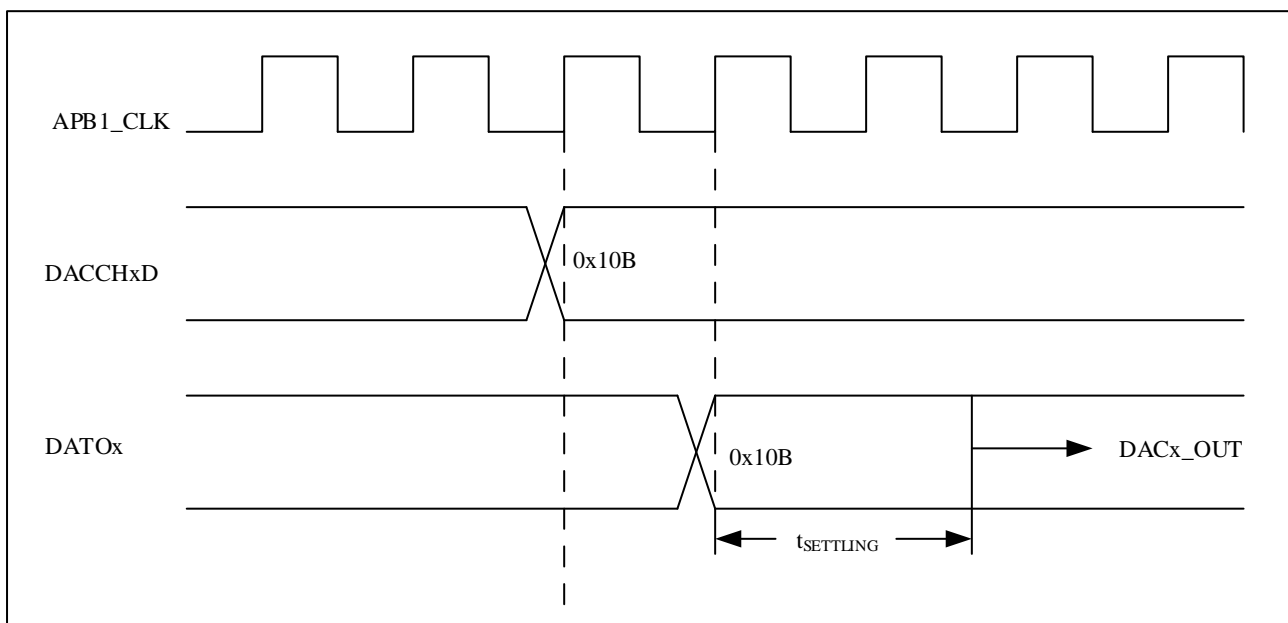 APB1_CLK
DACCHxD
0x10B
DATOx
0x10B
DACx_OUT
tSETTLING